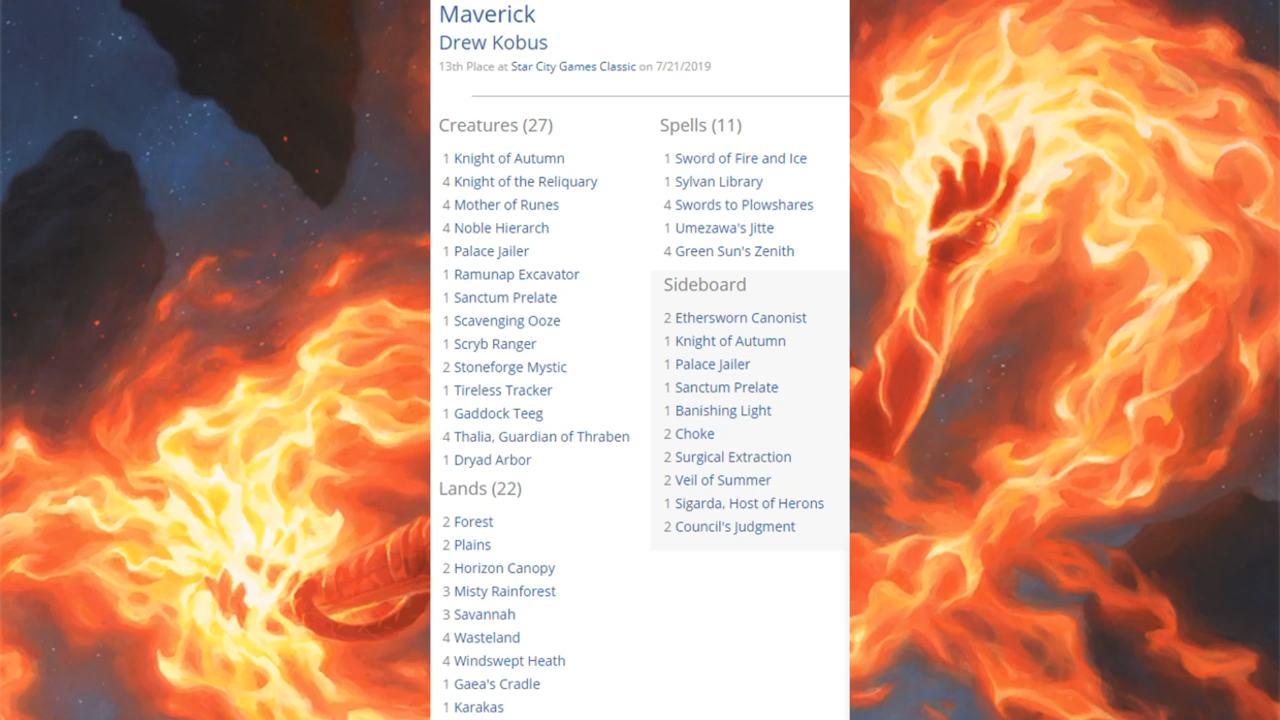 Maverick
Drew Kobus
13th Place at Star City Games Classic on 7/21/2019
Creatures (27)
1 Knight of Autumn
4 Knight of the Reliquary
4 Mother of Runes
4 Noble Hierarch
1 Palace Jailer
1 Ramunap Excavator
1 Sanctum Prelate
1 Scavenging Ooze
1 Scryb Ranger
2 Stoneforge Mystic
1 Tireless Tracker
1 Gaddock Teeg
4 Thalia, Guardian of Thraben
1 Dryad Arbor
Lands (22)
2 Forest
2 Plains
2 Horizon Canopy
3 Misty Rainforest
3 Savannah
4 Wasteland
4 Windswept Heath
1 Gaea's Cradle
1 Karakas
Spells (11)
1 Sword of Fire and Ice
1 Sylvan Library
4 Swords to Plowshares
1 Umezawa's Jitte
4 Green Sun's Zenith
Sideboard
2 Ethersworn Canonist
1 Knight of Autumn
1 Palace Jailer
1 Sanctum Prelate
1 Banishing Light
2 Choke
2 Surgical Extraction
2 Veil of Summer
1 Sigarda, Host of Herons
2 Council's Judgment